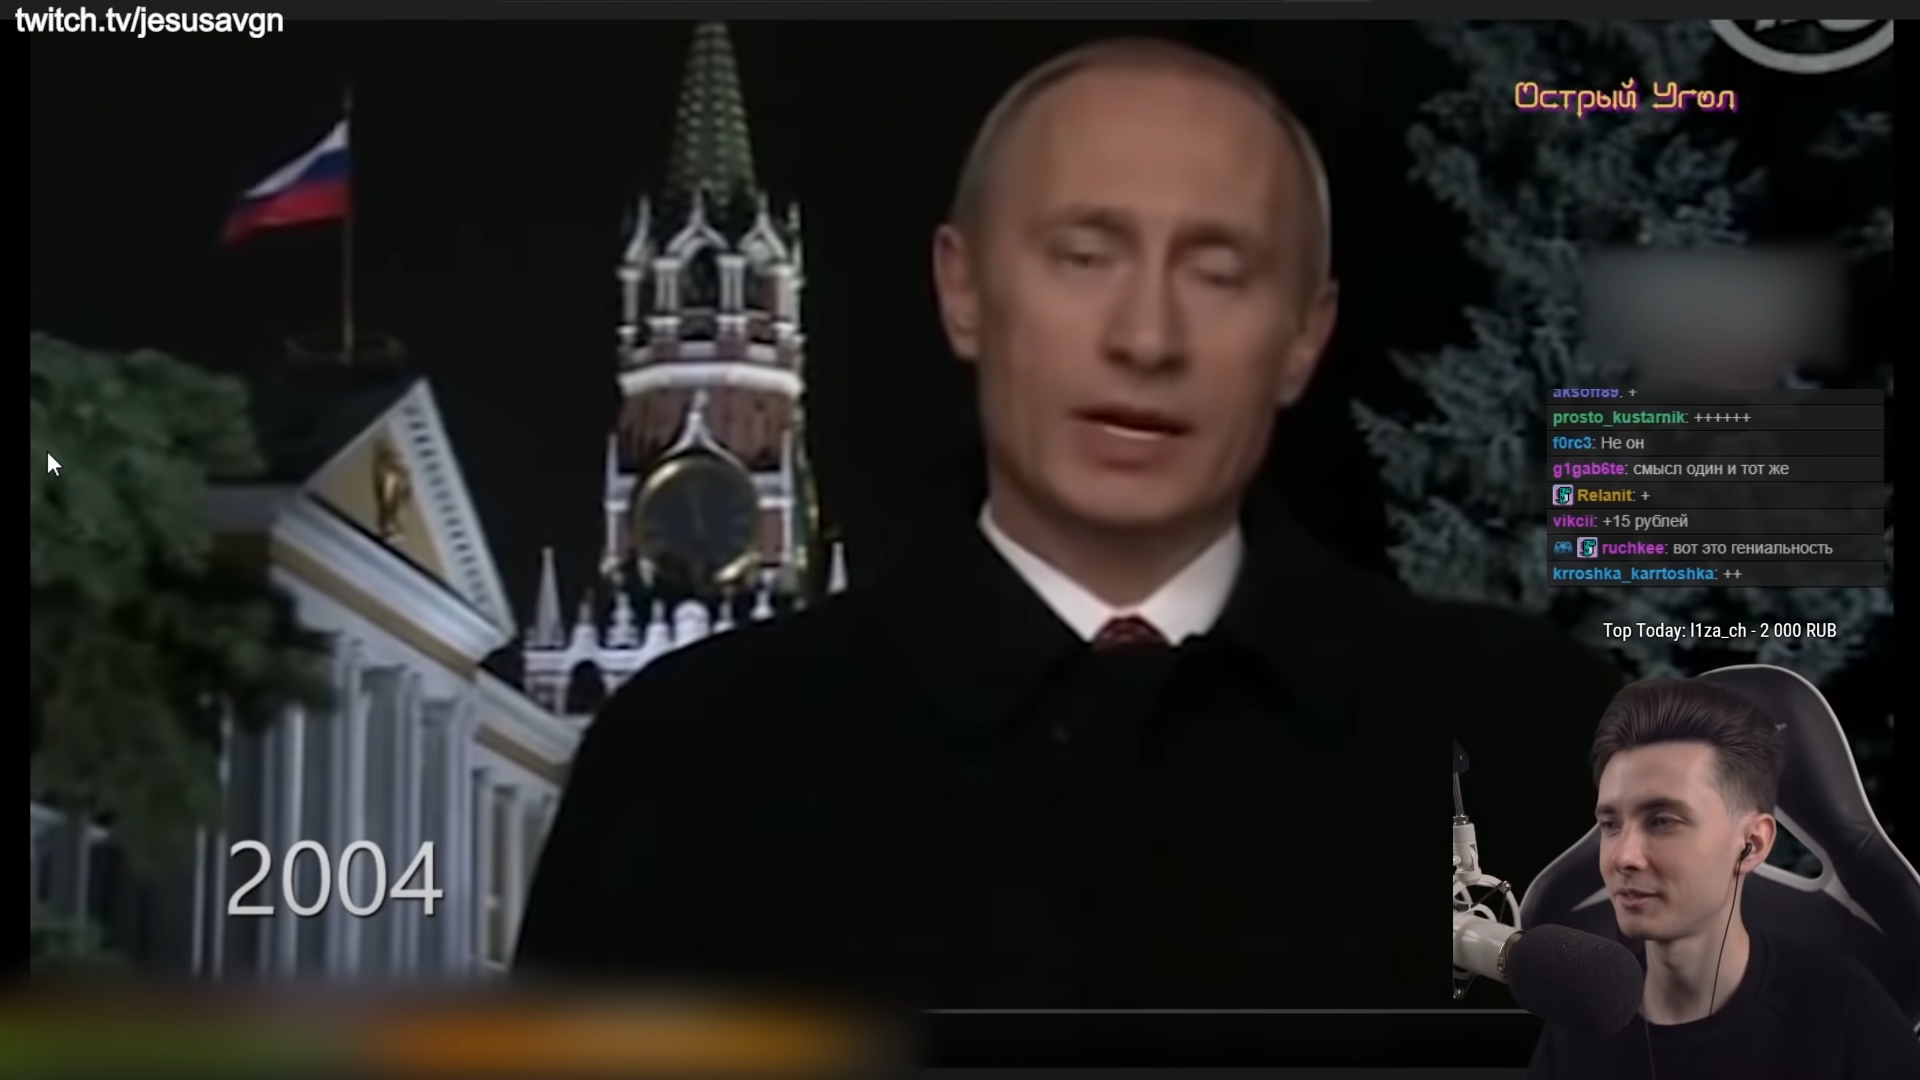 twitch.tv/jesusavgn
Острый Угол
aksoff89: +
prosto_kustarnik: ++++++
f0rc3: Не он
g1gab6te: смысл один и тот же
Relanit: +
vikcii: +15 рублей
ruchkee: вот это гениальность
krroshka_karrtoshka: ++
Top Today: l1za_ch - 2 000 RUB
2004